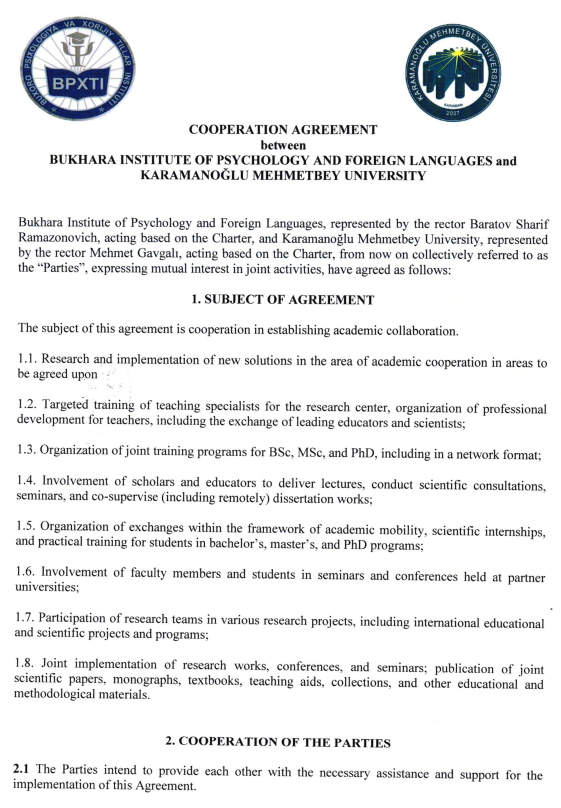 BUXORO PSIXOLOGIYA VA XORIJIY TILLAR INSTITUTI
BPXTI
KARAMANOĞLU MEHMETBEY ÜNİVERSİTESİ
KARAMAN
2007
COOPERATION AGREEMENT
between
BUKHARA INSTITUTE OF PSYCHOLOGY AND FOREIGN LANGUAGES and
KARAMANOĞLU MEHMETBEY UNIVERSITY
Bukhara Institute of Psychology and Foreign Languages, represented by the rector Baratov Sharif
Ramazonovich, acting based on the Charter, and Karamanoğlu Mehmetbey University, represented
by the rector Mehmet Gavgalı, acting based on the Charter, from now on collectively referred to as
the “Parties”, expressing mutual interest in joint activities, have agreed as follows:
1. SUBJECT OF AGREEMENT
The subject of this agreement is cooperation in establishing academic collaboration.
1.1. Research and implementation of new solutions in the area of academic cooperation in areas to
be agreed upon
1.2. Targeted training of teaching specialists for the research center, organization of professional
development for teachers, including the exchange of leading educators and scientists;
1.3. Organization of joint training programs for BSc, MSc, and PhD, including in a network format;
1.4. Involvement of scholars and educators to deliver lectures, conduct scientific consultations,
seminars, and co-supervise (including remotely) dissertation works;
1.5. Organization of exchanges within the framework of academic mobility, scientific internships,
and practical training for students in bachelor’s, master’s, and PhD programs;
1.6. Involvement of faculty members and students in seminars and conferences held at partner
universities;
1.7. Participation of research teams in various research projects, including international educational
and scientific projects and programs;
1.8. Joint implementation of research works, conferences, and seminars; publication of joint
scientific papers, monographs, textbooks, teaching aids, collections, and other educational and
methodological materials.
2. COOPERATION OF THE PARTIES
2.1 The Parties intend to provide each other with the necessary assistance and support for the
implementation of this Agreement.